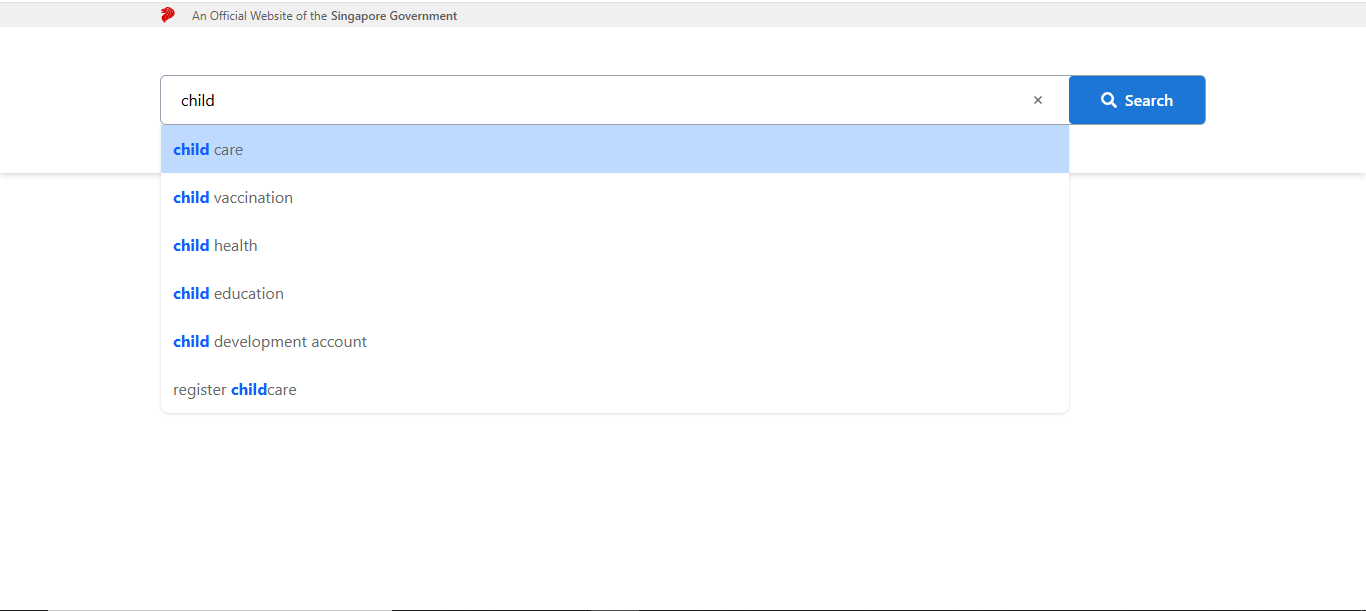 An Official Website of the Singapore Government
child × Search
child care
child vaccination
child health
child education
child development account
register childcare